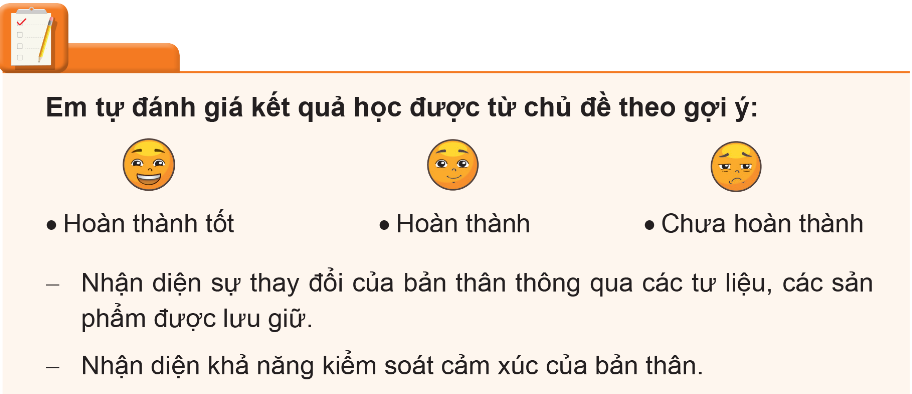 Em tự đánh giá kết quả học được từ chủ đề theo gợi ý:
• Hoàn thành tốt • Hoàn thành • Chưa hoàn thành
– Nhận diện sự thay đổi của bản thân thông qua các tư liệu, các sản
phẩm được lưu giữ.
– Nhận diện khả năng kiểm soát cảm xúc của bản thân.